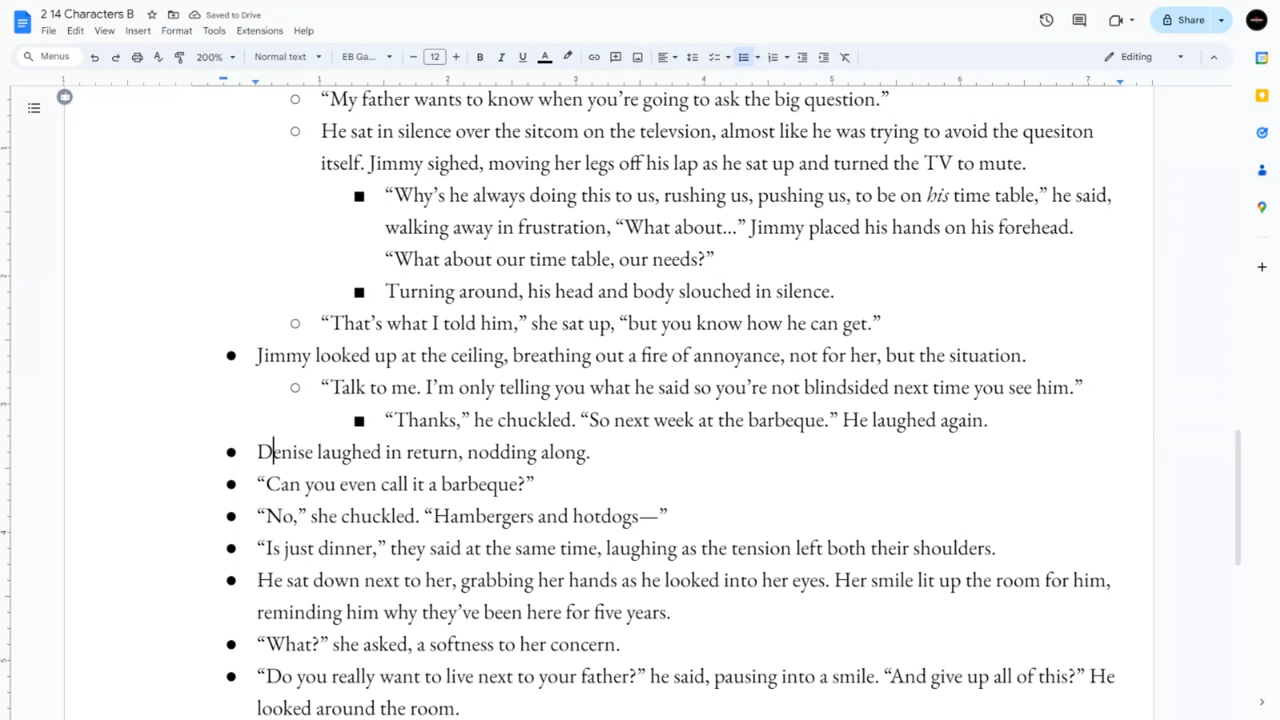 2 14 Characters B
Saved to Drive
File Edit View Insert Format Tools Extensions Help
Share
Menus
200%
Normal text
EB Ga...
12
B I U A
Editing
1 1 2 3 4 5 6 7
○ “My father wants to know when you’re going to ask the big question.”
○ He sat in silence over the sitcom on the televsion, almost like he was trying to avoid the quesiton
itself. Jimmy sighed, moving her legs off his lap as he sat up and turned the TV to mute.
■ “Why’s he always doing this to us, rushing us, pushing us, to be on his time table,” he said,
walking away in frustration, “What about...” Jimmy placed his hands on his forehead.
“What about our time table, our needs?”
■ Turning around, his head and body slouched in silence.
○ “That’s what I told him,” she sat up, “but you know how he can get.”
● Jimmy looked up at the ceiling, breathing out a fire of annoyance, not for her, but the situation.
○ “Talk to me. I’m only telling you what he said so you’re not blindsided next time you see him.”
■ “Thanks,” he chuckled. “So next week at the barbeque.” He laughed again.
● Denise laughed in return, nodding along.
● “Can you even call it a barbeque?”
● “No,” she chuckled. “Hambergers and hotdogs—”
● “Is just dinner,” they said at the same time, laughing as the tension left both their shoulders.
● He sat down next to her, grabbing her hands as he looked into her eyes. Her smile lit up the room for him,
reminding him why they’ve been here for five years.
● “What?” she asked, a softness to her concern.
● “Do you really want to live next to your father?” he said, pausing into a smile. “And give up all of this?” He
looked around the room.